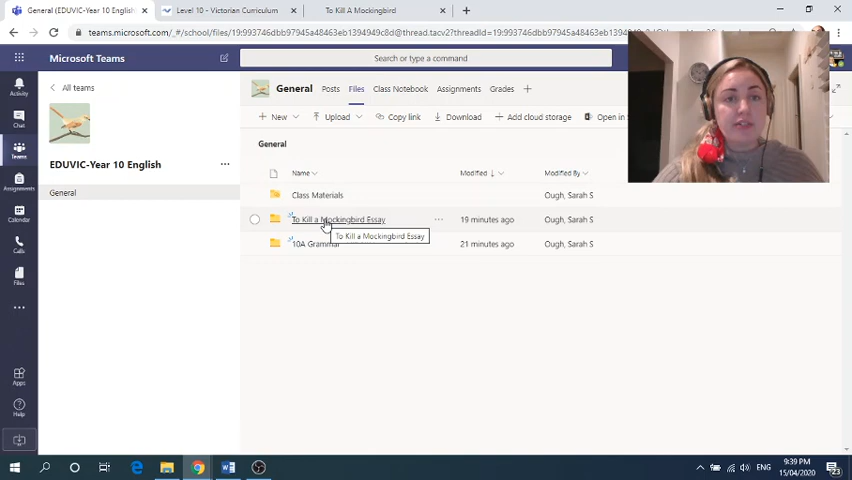 General (EDUVIC-Year 10 English
Level 10 - Victorian Curriculum
To Kill A Mockingbird
teams.microsoft.com/_#/school/files/19:993746dbb97945a48463eb1394949c8d@thread.tacv2?threadId=19:993746dbb97945a48463eb1394949c8d@thread.ta
Microsoft Teams
Search or type a command
Activity
Chat
Teams
Assignments
Calendar
Calls
Files
Apps
Help
All teams
EDUVIC-Year 10 English
General
General Posts Files Class Notebook Assignments Grades
New Upload Copy link Download Add cloud storage Open in S
General
Name Modified Modified By
Class Materials Ough, Sarah S
To Kill a Mockingbird Essay 19 minutes ago Ough, Sarah S
To Kill a Mockingbird Essay
10A Grammar 21 minutes ago Ough, Sarah S
ENG
9:39 PM
15/04/2020
23